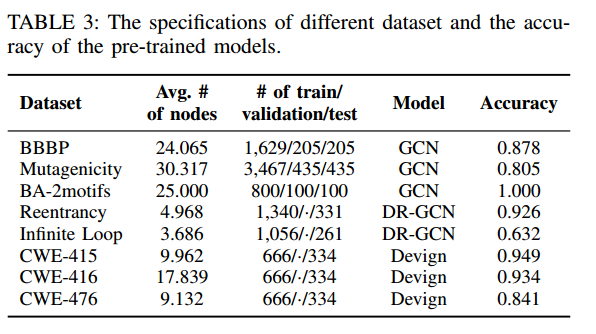 TABLE 3: The specifications of different dataset and the accu-
racy of the pre-trained models.
Dataset Avg. # of nodes # of train/ validation/test Model Accuracy
BBBP 24.065 1,629/205/205 GCN 0.878
Mutagenicity 30.317 3,467/435/435 GCN 0.805
BA-2motifs 25.000 800/100/100 GCN 1.000
Reentrancy 4.968 1,340/·/331 DR-GCN 0.926
Infinite Loop 3.686 1,056/·/261 DR-GCN 0.632
CWE-415 9.962 666/·/334 Devign 0.949
CWE-416 17.839 666/·/334 Devign 0.934
CWE-476 9.132 666/·/334 Devign 0.841